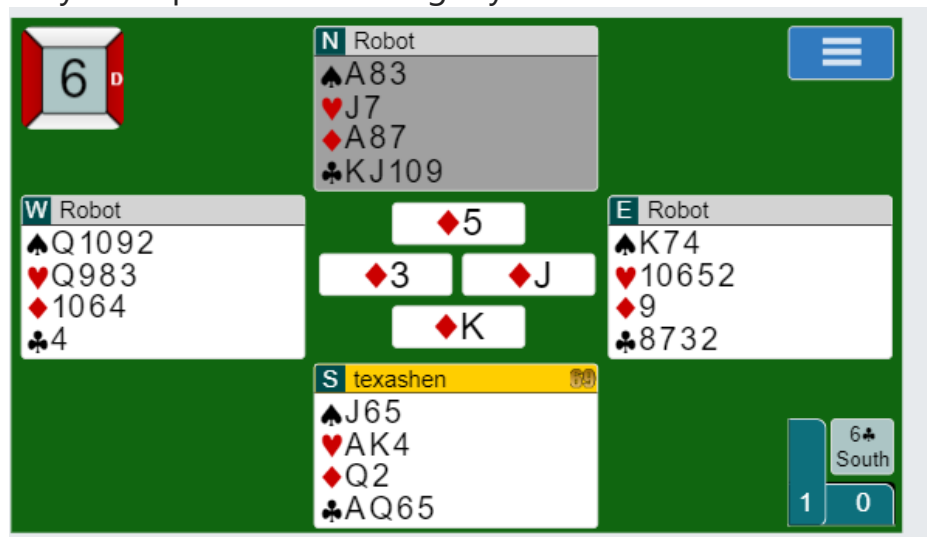 6 D
N Robot
♠A83
♥J7
♦A87
♣KJ109
W Robot
♠Q1092
♥Q983
♦1064
♣4
♦5
♦3
♦J
♦K
E Robot
♠K74
♥10652
♦9
♣8732
S texashen
♠J65
♥AK4
♦Q2
♣AQ65
6♣
South
1 0